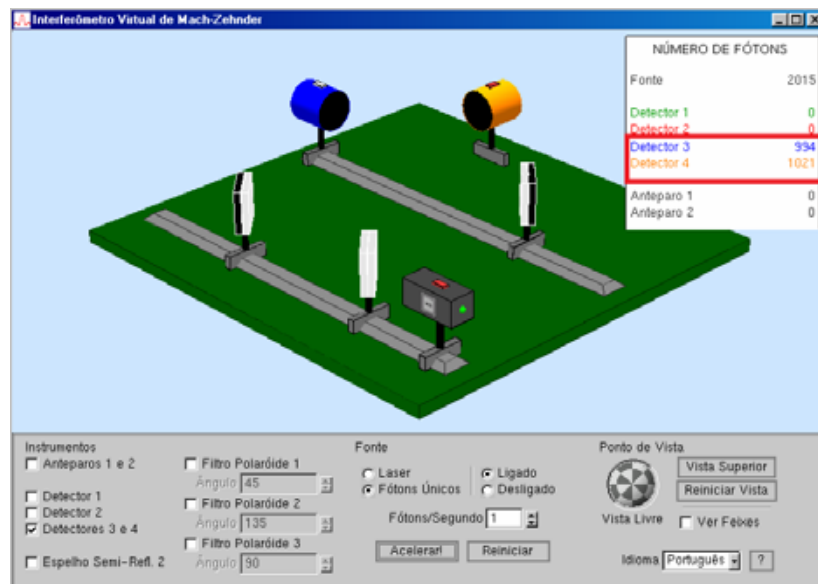 Interferômetro Virtual de Mach-Zehnder
NÚMERO DE FÓTONS
Fonte 2015
Detector 1 0
Detector 2 0
Detector 3 994
Detector 4 1021
Anteparo 1 0
Anteparo 2 0
Instrumentos
Anteparos 1 e 2
Detector 1
Detector 2
Detectores 3 e 4
Espelho Semi-Refl. 2
Filtro Polaróide 1
Ângulo 45
Filtro Polaróide 2
Ângulo 135
Filtro Polaróide 3
Ângulo 90
Fonte
Laser
Ligado
Fótons Únicos
Desligado
Fótons/Segundo 1
Acelerar!
Reiniciar
Ponto de Vista
Vista Superior
Reiniciar Vista
Vista Livre
Ver Feixes
Idioma Português ?